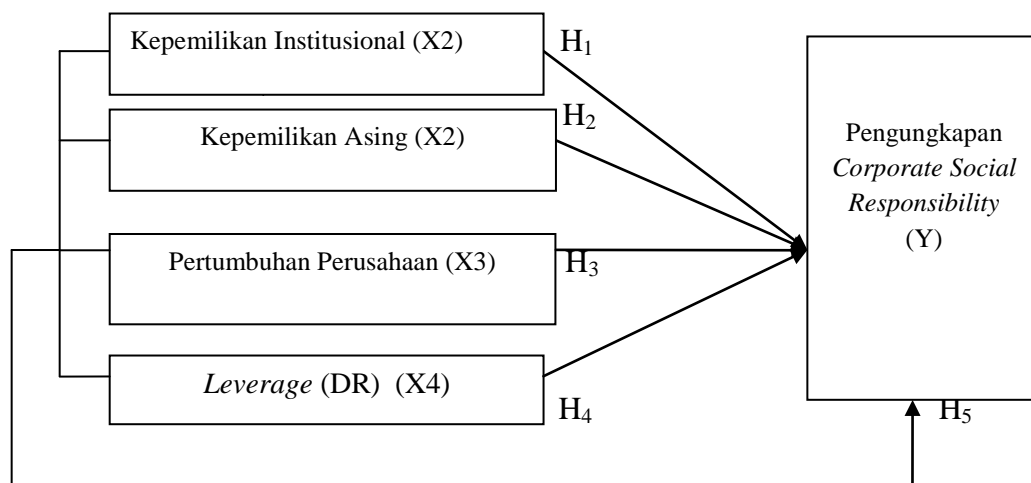 Kepemilikan Institusional (X2)
H1
Kepemilikan Asing (X2)
H2
Pertumbuhan Perusahaan (X3)
H3
Leverage (DR) (X4)
H4
Pengungkapan
Corporate Social
Responsibility
(Y)
H5